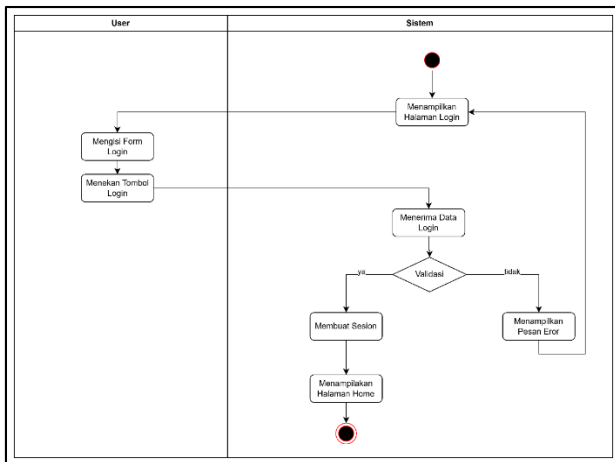 User
Sistem
Menampilkan
Halaman Login
Mengisi Form
Login
Menekan Tombol
Login
Menerima Data
Login
Validasi
ya
tidak
Membuat Sesion
Menampilkan
Pesan Eror
Menampilakan
Halaman Home